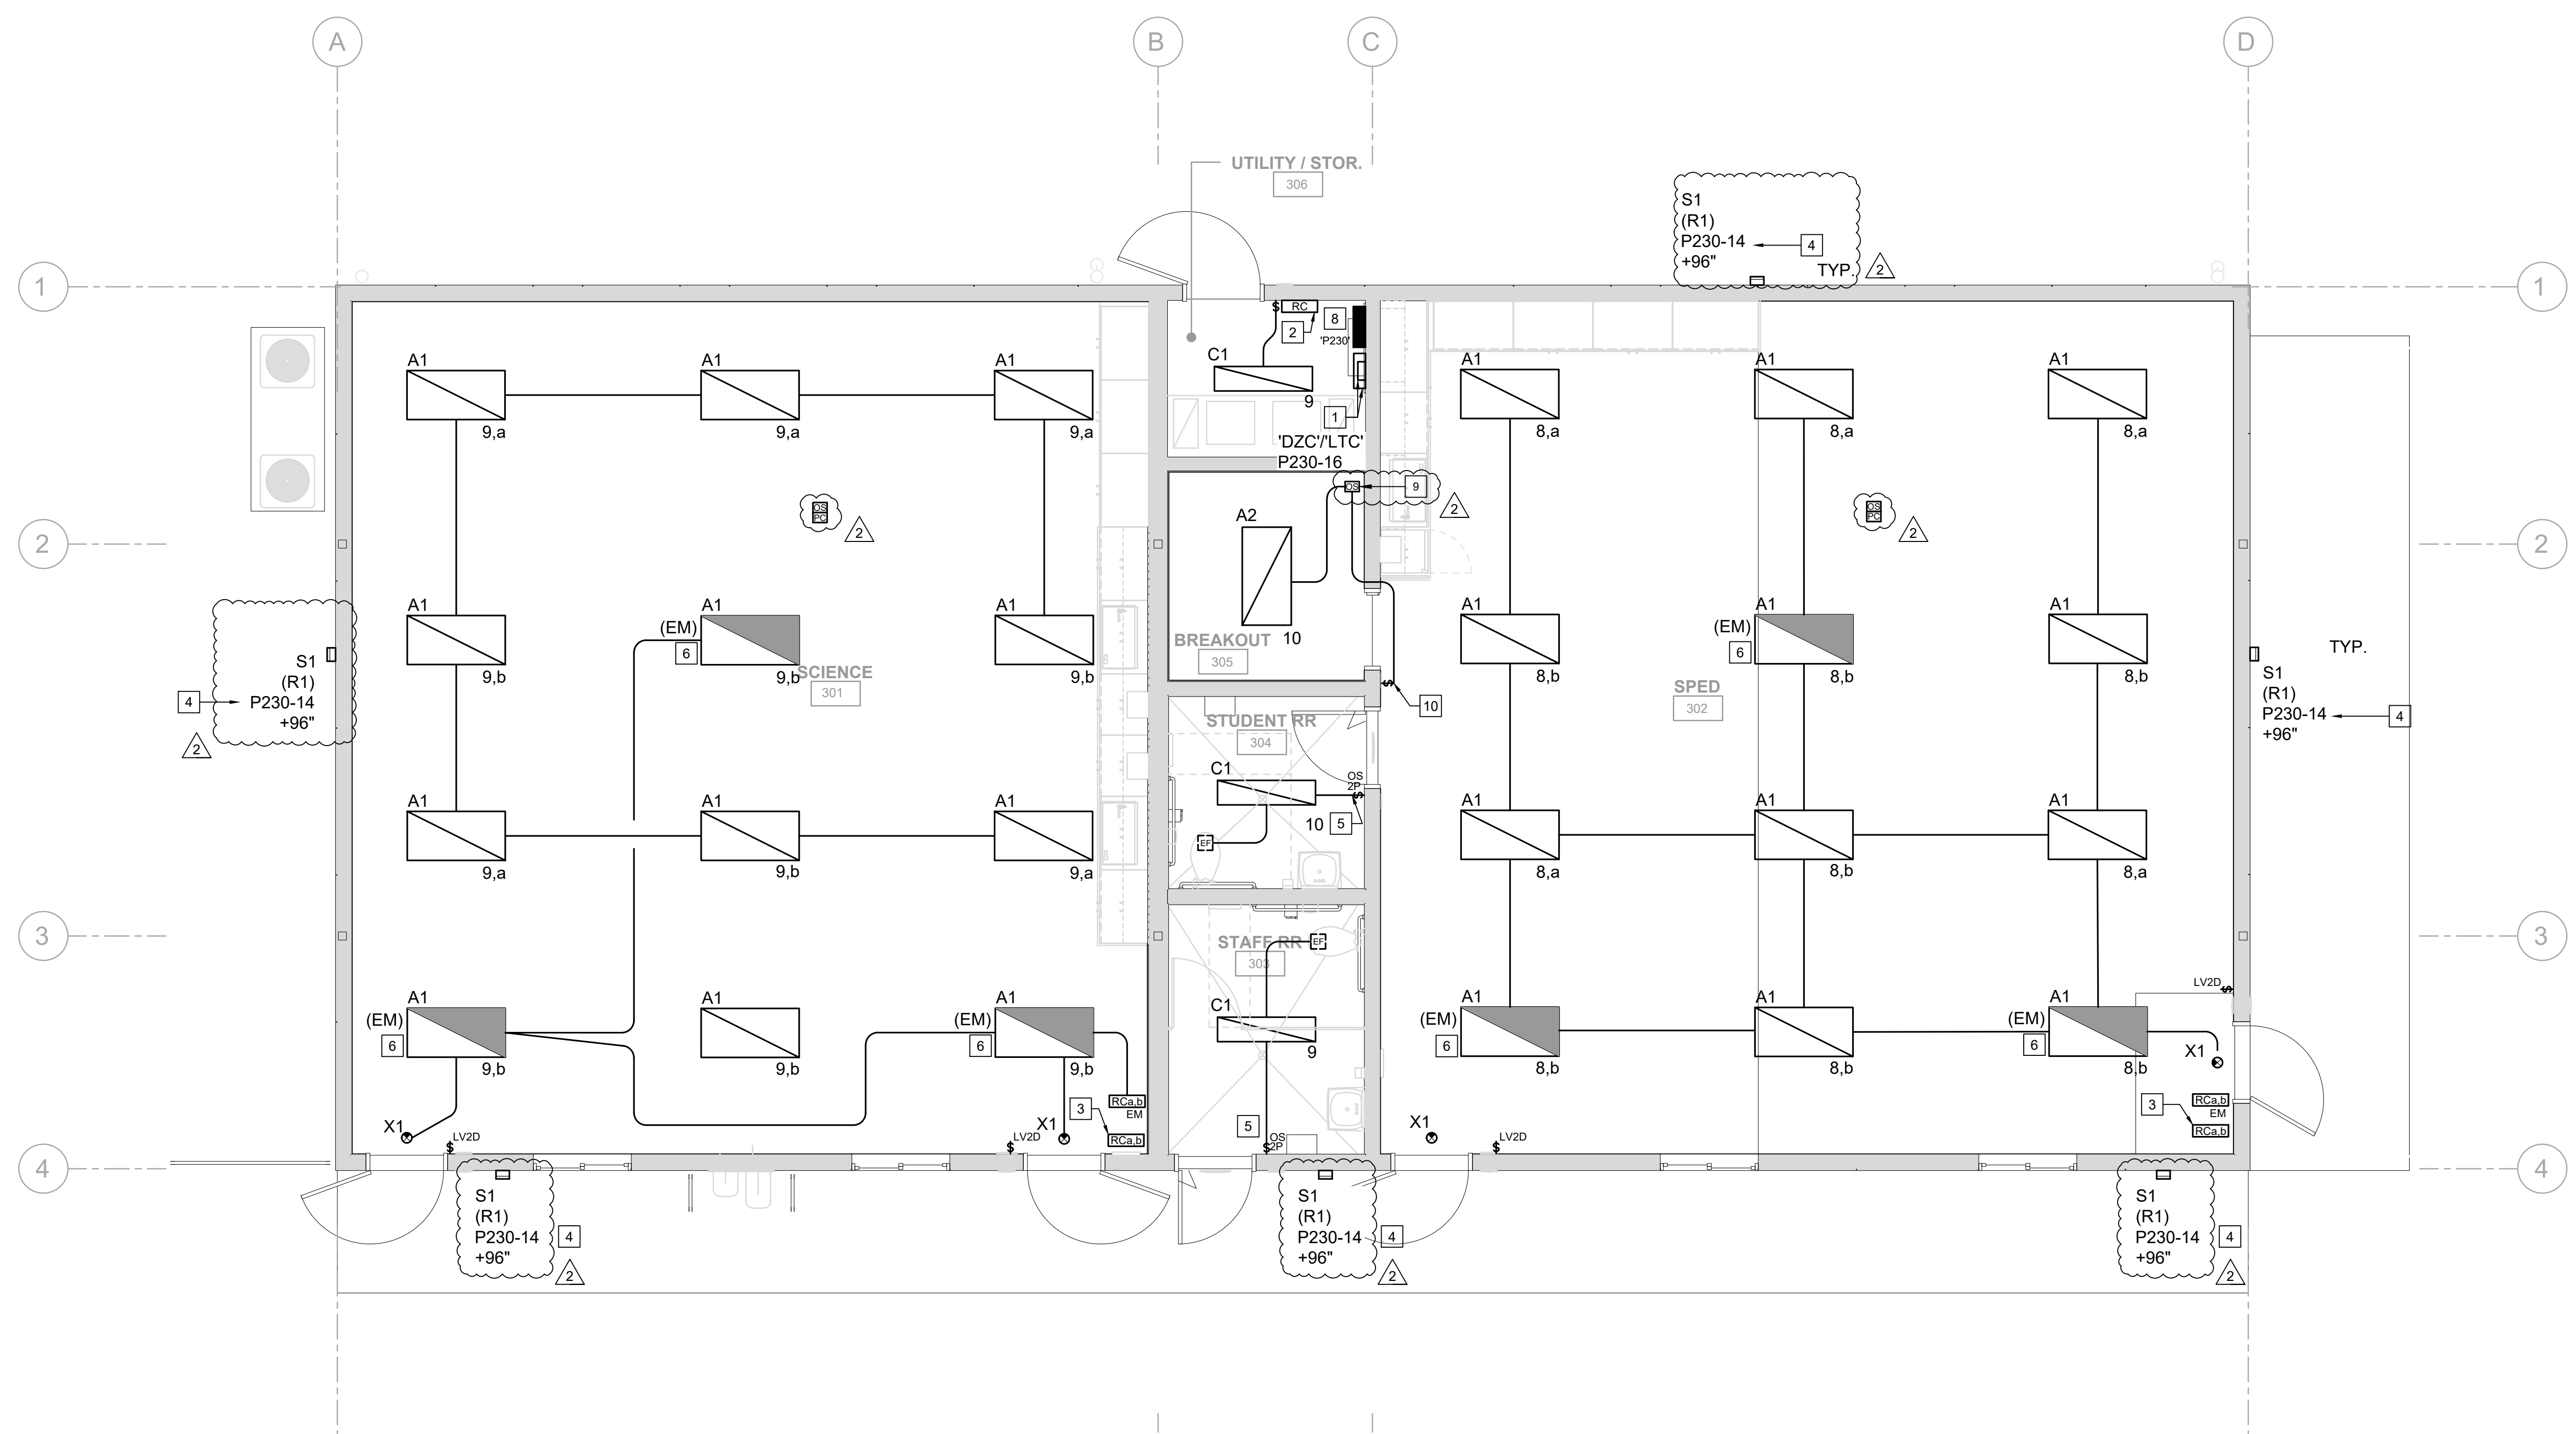 A
B
C
D
UTILITY / STOR.
306
S1
(R1)
P230-14
4
+96"
TYP.
2
1
1
$
RC
2
8
'P230'
C1
9
1
'DZC'/'LTC'
P230-16
A1
A1
A1
9,a
9,a
9,a
A1
A1
A1
8,a
8,a
8,a
OS
9
2
OS
PC
2
OS
PC
2
A2
10
BREAKOUT
305
2
2
A1
A1
A1
(EM)
6
9,b
9,b
9,b
SCIENCE
301
A1
A1
A1
(EM)
6
8,b
8,b
8,b
SPED
302
S1
(R1)
4
P230-14
+96"
2
TYP.
S1
(R1)
P230-14
4
+96"
$
10
STUDENT RR
304
C1
OS
2P
$
10
5
EF
A1
A1
A1
9,a
9,b
9,a
A1
A1
A1
8,a
8,b
8,a
3
3
STAFF RR
303
EF
C1
9
5
OS
$2P
A1
A1
A1
(EM)
(EM)
6
6
9,b
9,b
9,b
A1
A1
A1
(EM)
(EM)
6
6
8,b
8,b
8,b
LV2D
$
X1
X1
X1
X1
RCa,b
EM
3
RCa,b
RCa,b
EM
3
RCa,b
$
LV2D
$
LV2D
$
LV2D
4
4
S1
(R1)
P230-14
4
+96"
2
S1
(R1)
P230-14
4
+96"
2
S1
(R1)
P230-14
4
+96"
2